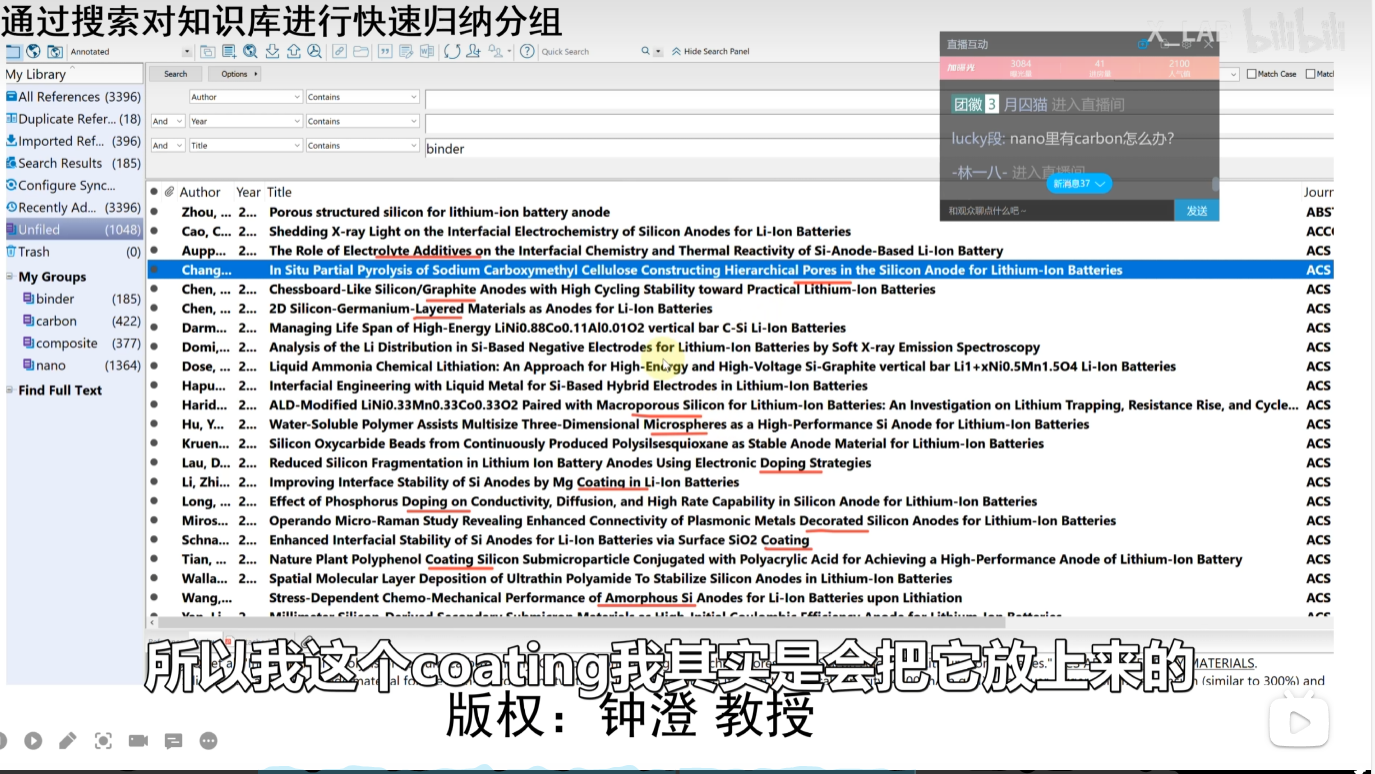 通过搜索对知识库进行快速归纳分组
X_LAB bilibili
Annotated
Quick Search
Hide Search Panel
My Library
Search Options
Match Case
Author Contains
And Year Contains
And Title Contains binder
All References (3396)
Duplicate Refer... (18)
Imported Ref... (396)
Search Results (185)
Configure Sync...
Recently Ad... (3396)
Unfiled (1048)
Trash (0)
My Groups
binder (185)
carbon (422)
composite (377)
nano (1364)
Find Full Text
直播互动
3084 41 2100
曝光量
人气值
团徽 3 月囚猫 进入直播间
lucky段: nano里有carbon怎么办?
-林一八- 进入直播间
新消息37
和观众聊点什么吧~ 发送
Author Year Title Journ
Zhou, ... 2... Porous structured silicon for lithium-ion battery anode ABS
Cao, C... 2... Shedding X-ray Light on the Interfacial Electrochemistry of Silicon Anodes for Li-Ion Batteries ACC
Aupp... 2... The Role of Electrolyte Additives on the Interfacial Chemistry and Thermal Reactivity of Si-Anode-Based Li-Ion Battery ACS
Chang... 2... In Situ Partial Pyrolysis of Sodium Carboxymethyl Cellulose Constructing Hierarchical Pores in the Silicon Anode for Lithium-Ion Batteries ACS
Chen, ... 2... Chessboard-Like Silicon/Graphite Anodes with High Cycling Stability toward Practical Lithium-Ion Batteries ACS
Chen, ... 2... 2D Silicon-Germanium-Layered Materials as Anodes for Li-Ion Batteries ACS
Darm... 2... Managing Life Span of High-Energy LiNi0.88Co0.11Al0.01O2 vertical bar C-Si Li-Ion Batteries ACS
Domi,... 2... Analysis of the Li Distribution in Si-Based Negative Electrodes for Lithium-Ion Batteries by Soft X-ray Emission Spectroscopy ACS
Dose, ... 2... Liquid Ammonia Chemical Lithiation: An Approach for High-Energy and High-Voltage Si-Graphite vertical bar Li1+xNi0.5Mn1.5O4 Li-Ion Batteries ACS
Hapu... 2... Interfacial Engineering with Liquid Metal for Si-Based Hybrid Electrodes in Lithium-Ion Batteries ACS
Harid... 2... ALD-Modified LiNi0.33Mn0.33Co0.33O2 Paired with Macroporous Silicon for Lithium-Ion Batteries: An Investigation on Lithium Trapping, Resistance Rise, and Cycle... ACS
Hu, Y... 2... Water-Soluble Polymer Assists Multisize Three-Dimensional Microspheres as a High-Performance Si Anode for Lithium-Ion Batteries ACS
Kruen... 2... Silicon Oxycarbide Beads from Continuously Produced Polysilsesquioxane as Stable Anode Material for Lithium-Ion Batteries ACS
Lau, D... 2... Reduced Silicon Fragmentation in Lithium Ion Battery Anodes Using Electronic Doping Strategies ACS
Li, Zhi... 2... Improving Interface Stability of Si Anodes by Mg Coating in Li-Ion Batteries ACS
Long, ... 2... Effect of Phosphorus Doping on Conductivity, Diffusion, and High Rate Capability in Silicon Anode for Lithium-Ion Batteries ACS
Miros... 2... Operando Micro-Raman Study Revealing Enhanced Connectivity of Plasmonic Metals Decorated Silicon Anodes for Lithium-Ion Batteries ACS
Schna... 2... Enhanced Interfacial Stability of Si Anodes for Li-Ion Batteries via Surface SiO2 Coating ACS
Tian, ... 2... Nature Plant Polyphenol Coating Silicon Submicroparticle Conjugated with Polyacrylic Acid for Achieving a High-Performance Anode of Lithium-Ion Battery ACS
Walla... 2... Spatial Molecular Layer Deposition of Ultrathin Polyamide To Stabilize Silicon Anodes in Lithium-Ion Batteries ACS
Wang,... 2... Stress-Dependent Chemo-Mechanical Performance of Amorphous Si Anodes for Li-Ion Batteries upon Lithiation ACS
MATERIALS.
(similar to 300%) and
所以我这个coating我其实是会把它放上来的
版权：钟澄 教授